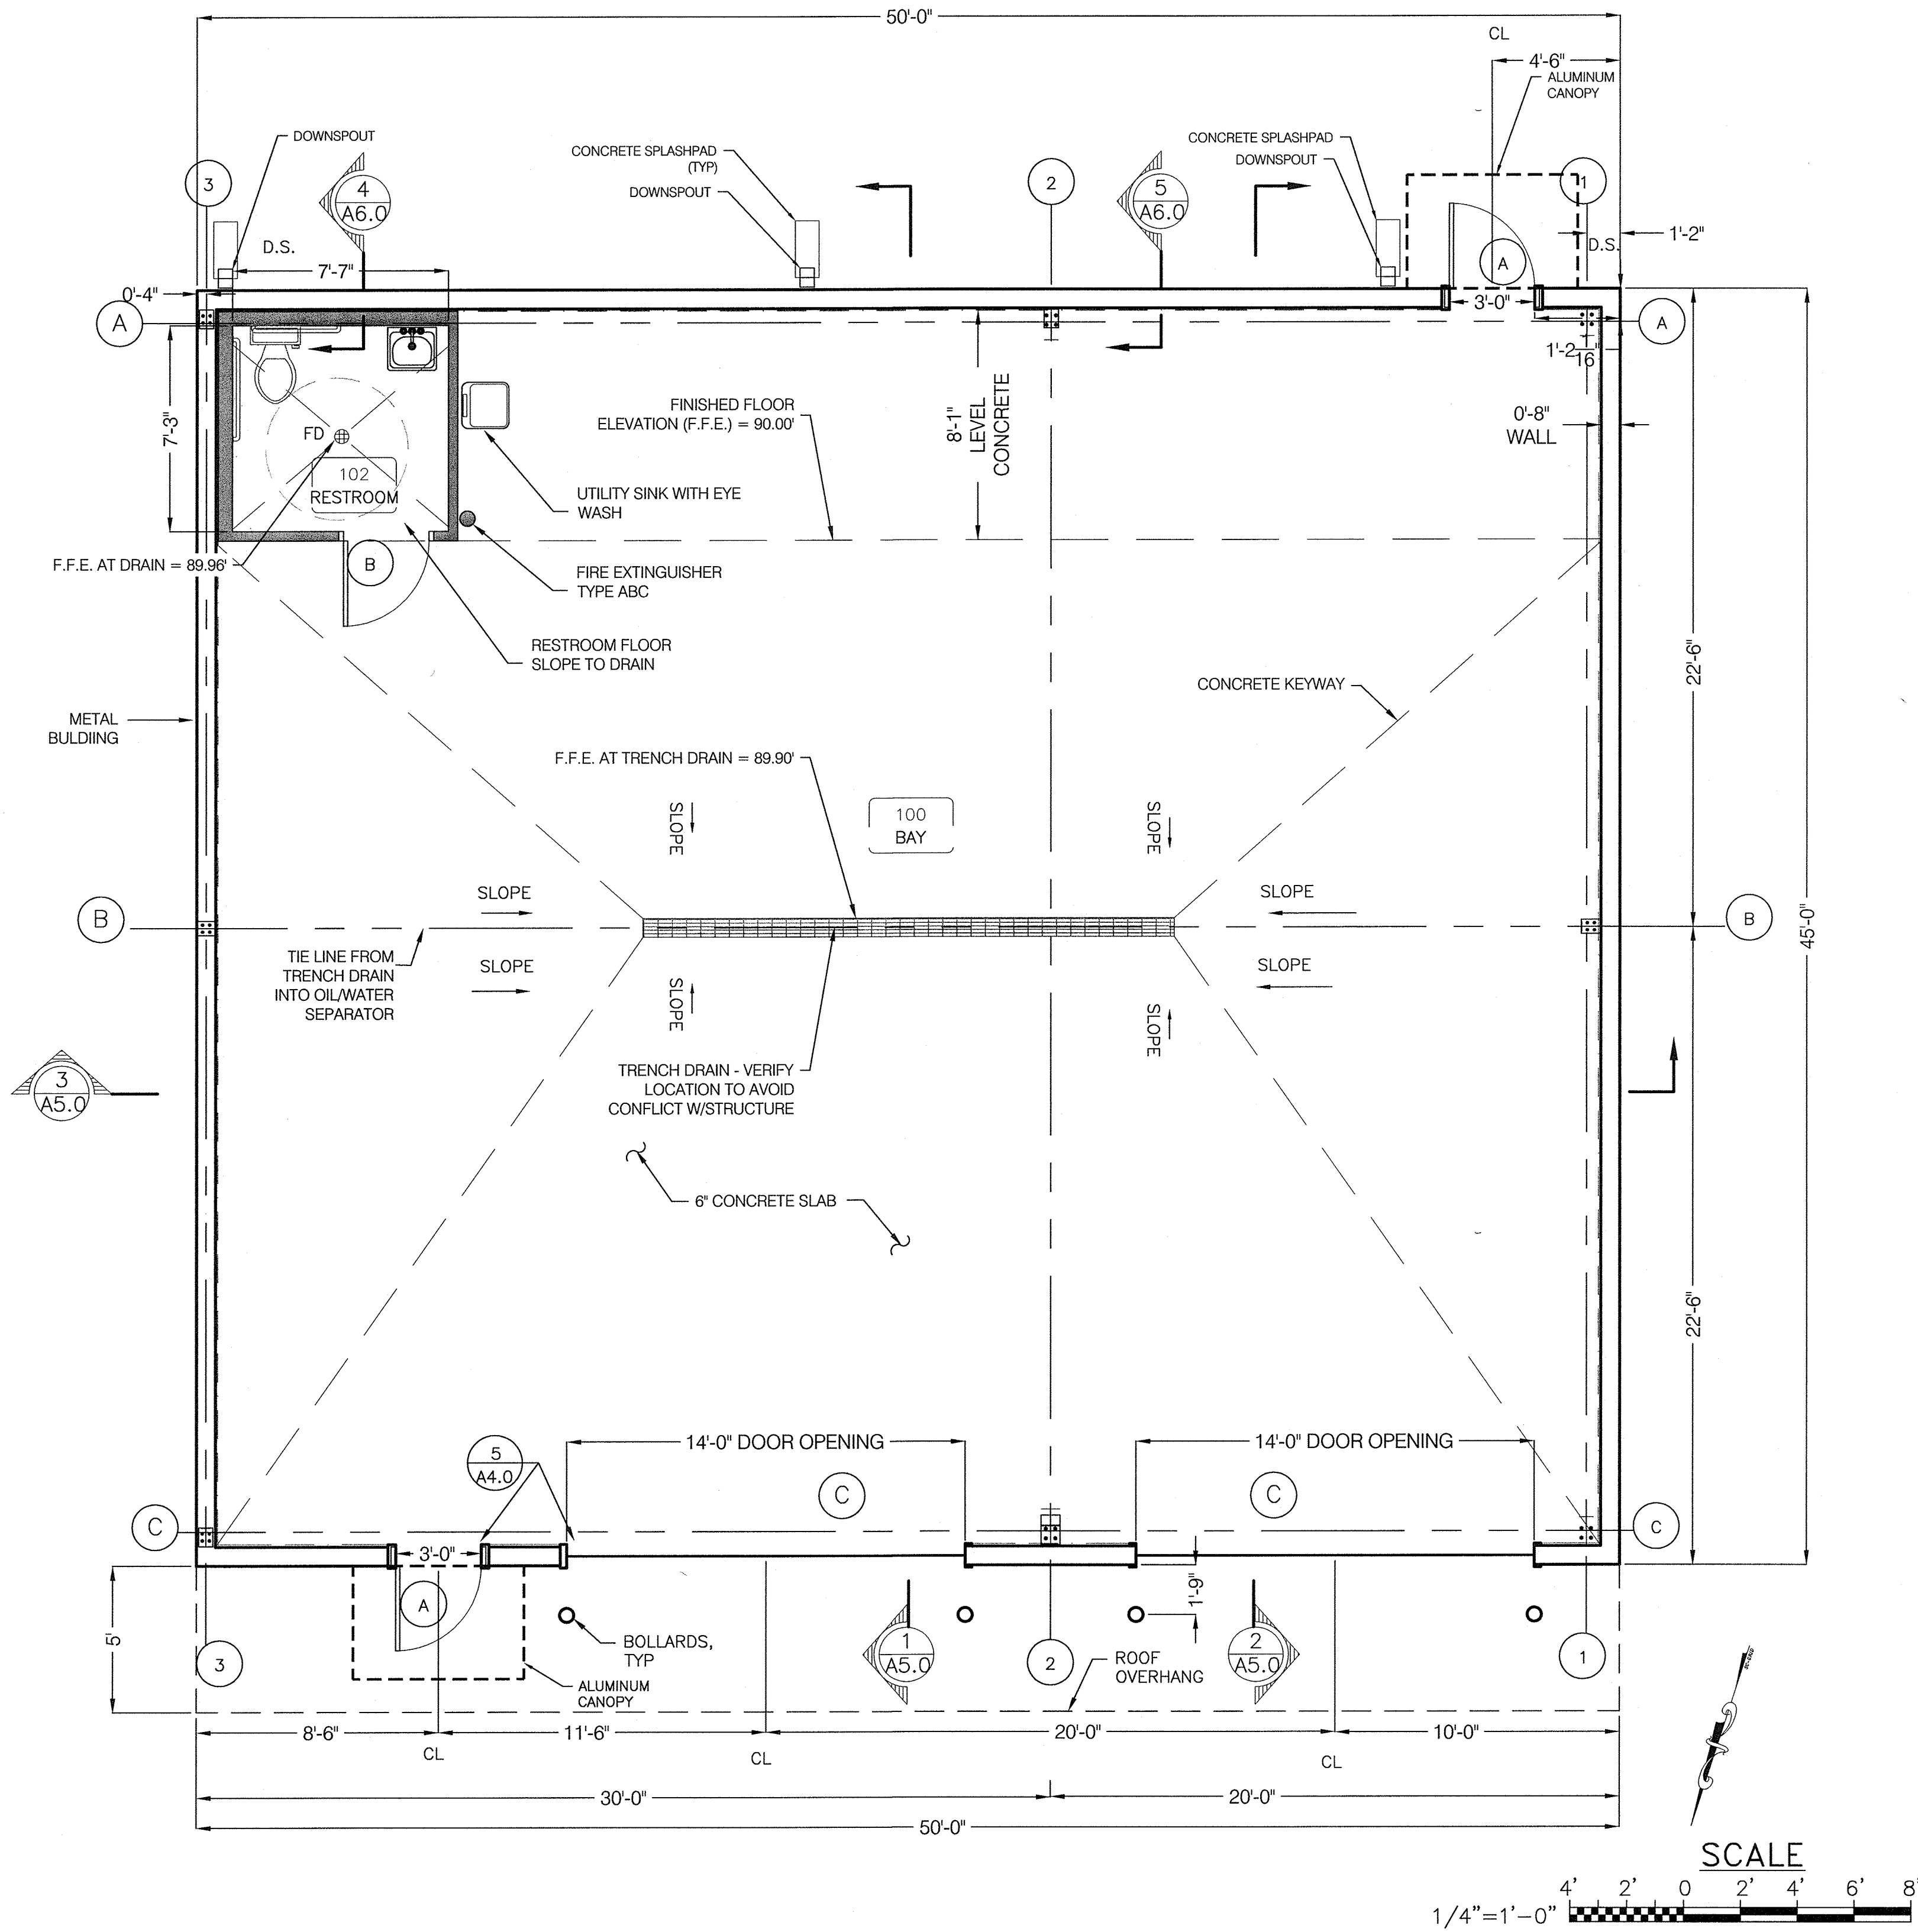 50'-0"
CL
4'-6"
ALUMINUM
CANOPY
DOWNSPOUT
CONCRETE SPLASHPAD
(TYP)
DOWNSPOUT
CONCRETE SPLASHPAD
DOWNSPOUT
3
4
A6.0
2
5
A6.0
1
D.S.
7'-7"
D.S.
1'-2"
0'-4"
A
A
3'-0"
A
1'-2
16"
7'-3"
FD
102
RESTROOM
FINISHED FLOOR
ELEVATION (F.F.E.) = 90.00'
8'-1"
LEVEL
CONCRETE
0'-8"
WALL
UTILITY SINK WITH EYE
WASH
F.F.E. AT DRAIN = 89.96'
B
FIRE EXTINGUISHER
TYPE ABC
RESTROOM FLOOR
SLOPE TO DRAIN
22'-6"
CONCRETE KEYWAY
METAL
BULDIING
F.F.E. AT TRENCH DRAIN = 89.90'
SLOPE
100
BAY
SLOPE
SLOPE
SLOPE
B
B
45'-0"
TIE LINE FROM
TRENCH DRAIN
INTO OIL/WATER
SEPARATOR
SLOPE
SLOPE
SLOPE
SLOPE
3
A5.0
TRENCH DRAIN - VERIFY
LOCATION TO AVOID
CONFLICT W/STRUCTURE
6" CONCRETE SLAB
22'-6"
14'-0" DOOR OPENING
14'-0" DOOR OPENING
5
A4.0
C
C
C
C
3'-0"
A
1'-9"
5'
3
BOLLARDS,
TYP
1
A5.0
2
2
A5.0
1
ROOF
OVERHANG
ALUMINUM
CANOPY
8'-6"
11'-6"
20'-0"
10'-0"
CL
CL
CL
30'-0"
20'-0"
50'-0"
SCALE
4'
2'
0
2'
4'
6'
8'
1/4"=1'-0"